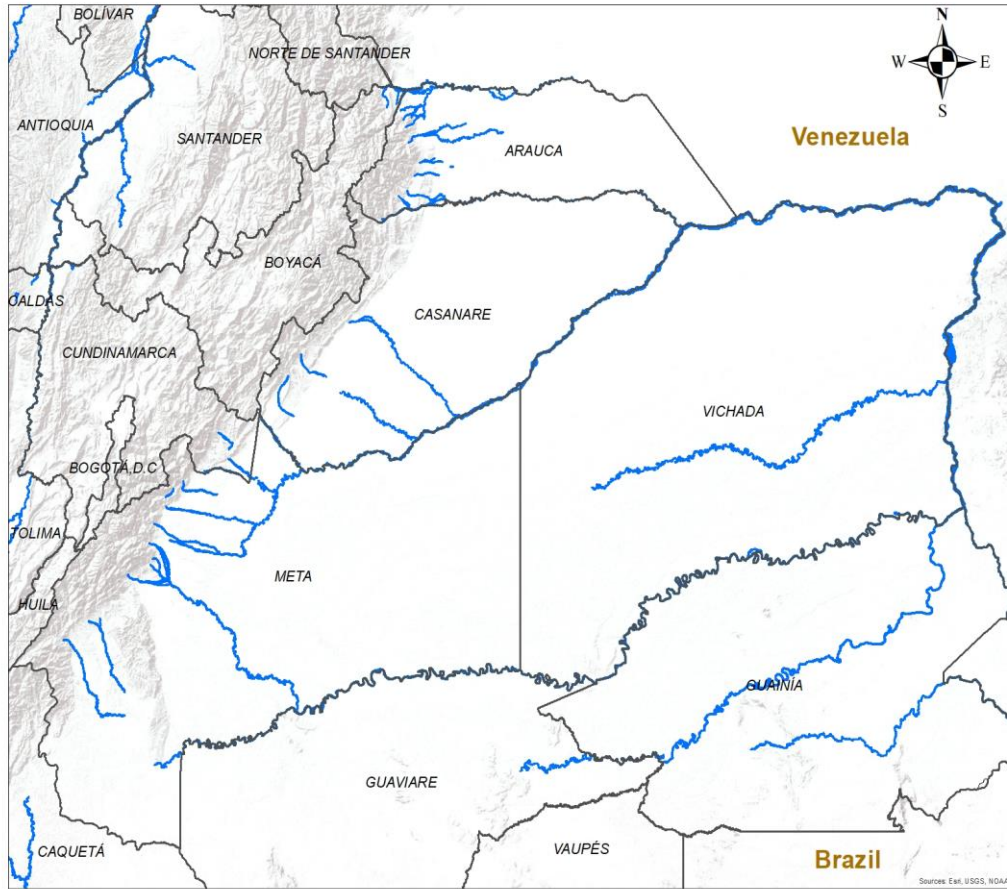 BOLÍVAR
N
NORTE DE SANTANDER
W
E
S
ANTIOQUIA
SANTANDER
ARAUCA
Venezuela
BOYACÁ
CALDAS
CASANARE
CUNDINAMARCA
VICHADA
BOGOTÁ,D.C
TOLIMA
META
HUILA
GUAINÍA
GUAVIARE
CAQUETÁ
VAUPÉS
Brazil
Sources: Esri, USGS, NOAA